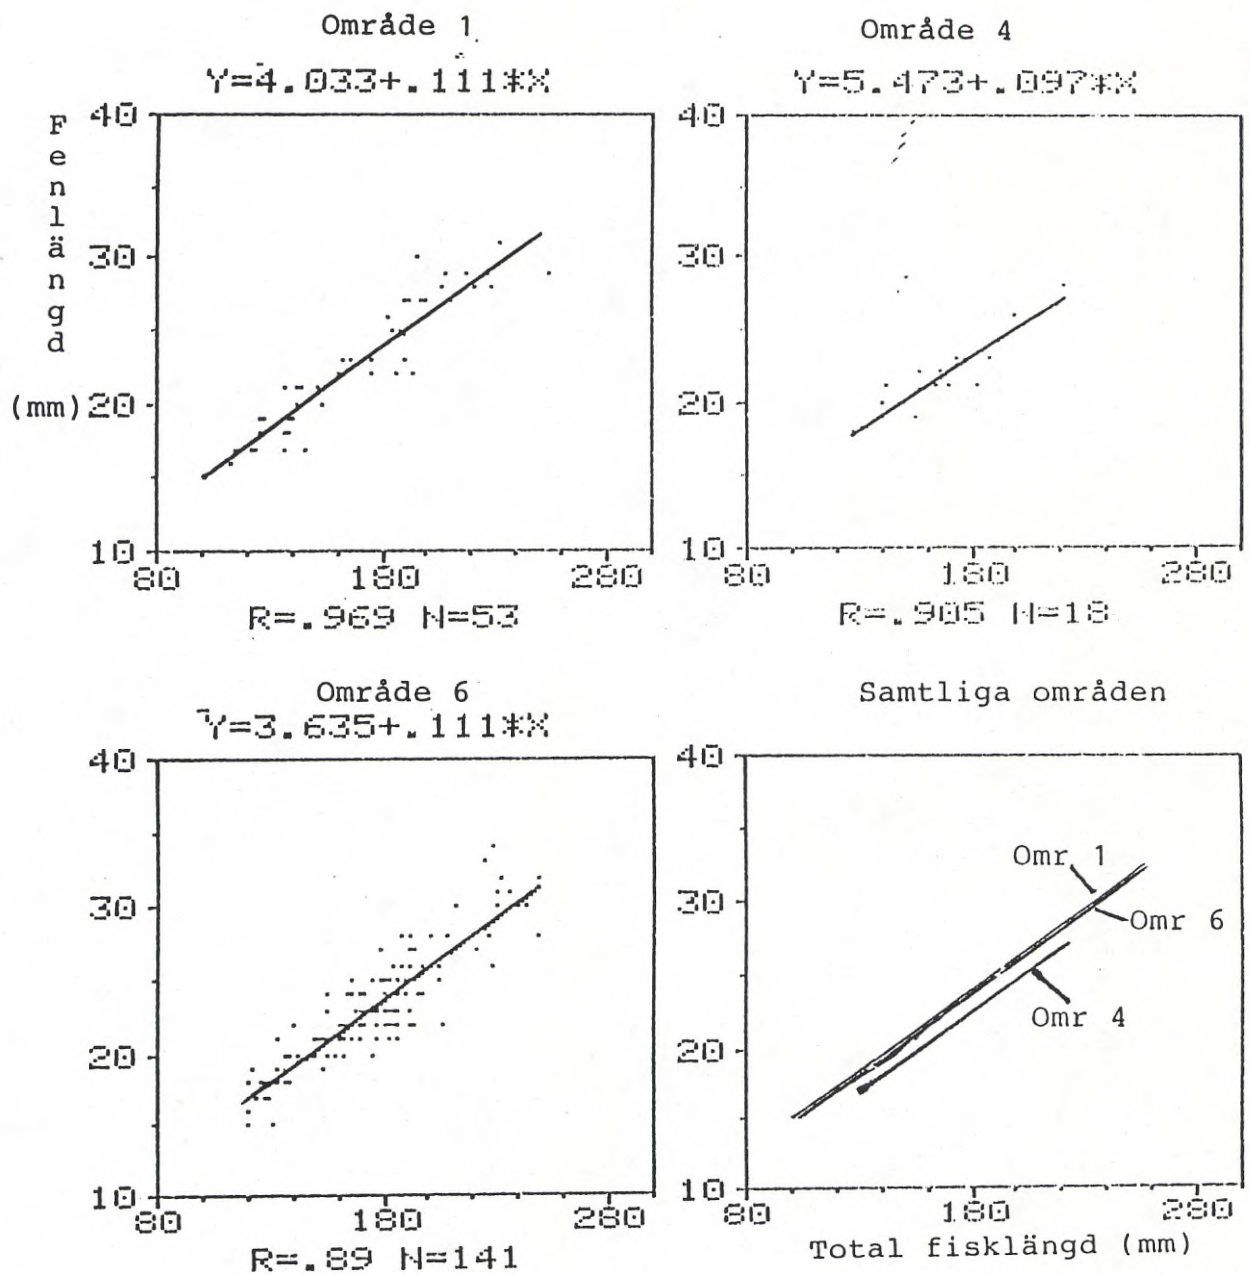 Område 1
Y=4.033+.111*X
Fenlängd
(mm)
40
30
20
10
80
180
280
R=.969 N=53
Område 4
Y=5.473+.097*X
40
30
20
10
80
180
280
R=.905 N=18
Område 6
Y=3.635+.111*X
40
30
20
10
80
180
280
R=.89 N=141
Samtliga områden
40
30
20
10
Omr 1
Omr 6
Omr 4
80
180
280
Total fisklängd (mm)